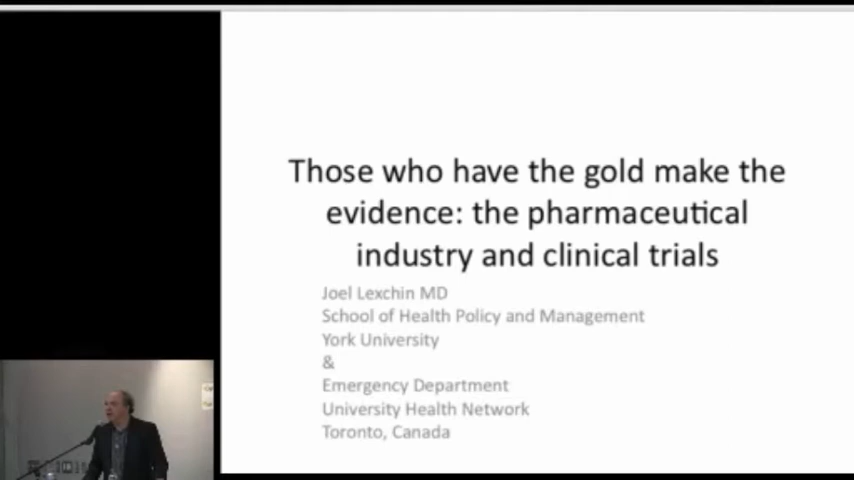 Those who have the gold make the
evidence: the pharmaceutical
industry and clinical trials
Joel Lexchin MD
School of Health Policy and Management
York University
&
Emergency Department
University Health Network
Toronto, Canada